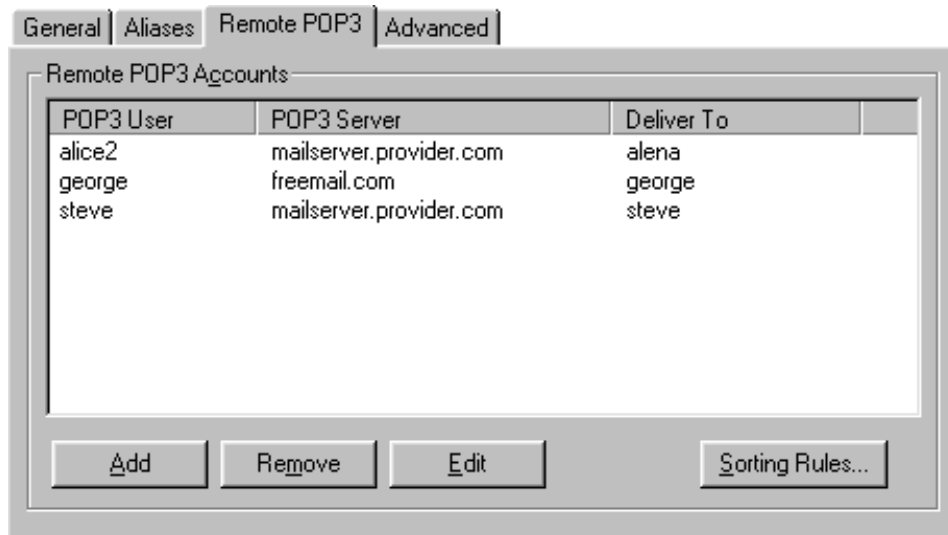 General Aliases Remote POP3 Advanced
Remote POP3 Accounts
POP3 User POP3 Server Deliver To
alice2 mailserver.provider.com alena
george freemail.com george
steve mailserver.provider.com steve
Add Remove Edit Sorting Rules...